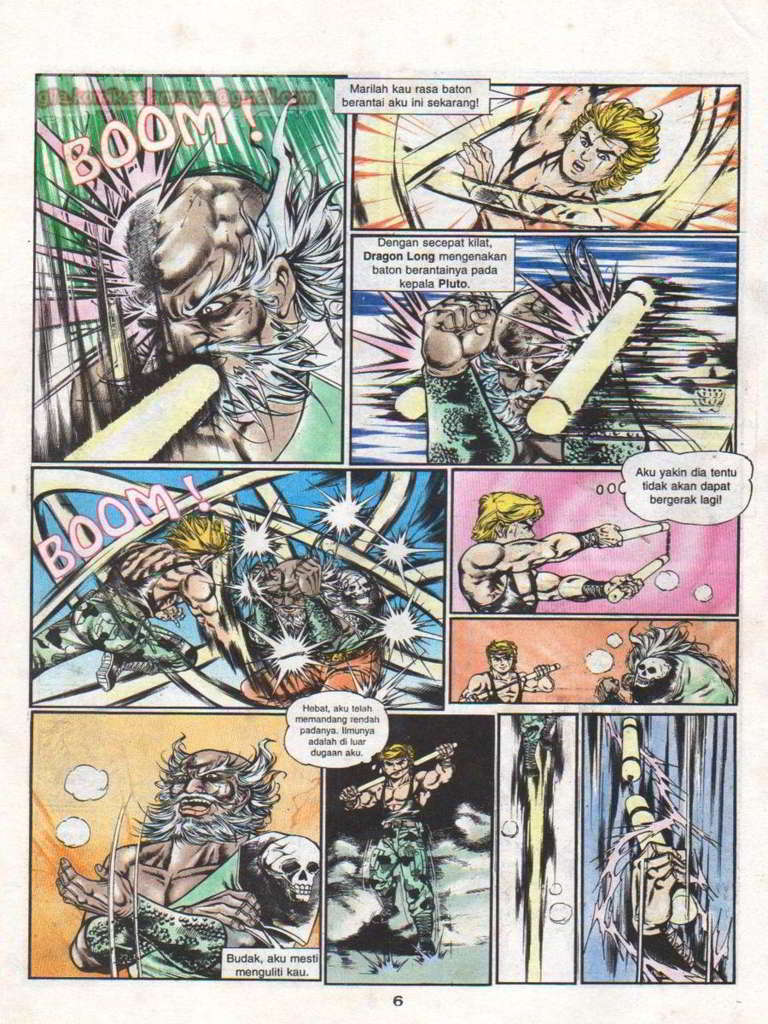 BOOM!
Marilah kau rasa baton
berantai aku ini sekarang!
Dengan secepat kilat,
Dragon Long mengenakan
baton berantainya pada
kepala Pluto.
BOOM!
Aku yakin dia tentu
tidak akan dapat
bergerak lagi!
Hebat, aku telah
memandang rendah
padanya. Ilmunya
adalah di luar
dugaan aku.
Budak, aku mesti
menguliti kau.
6